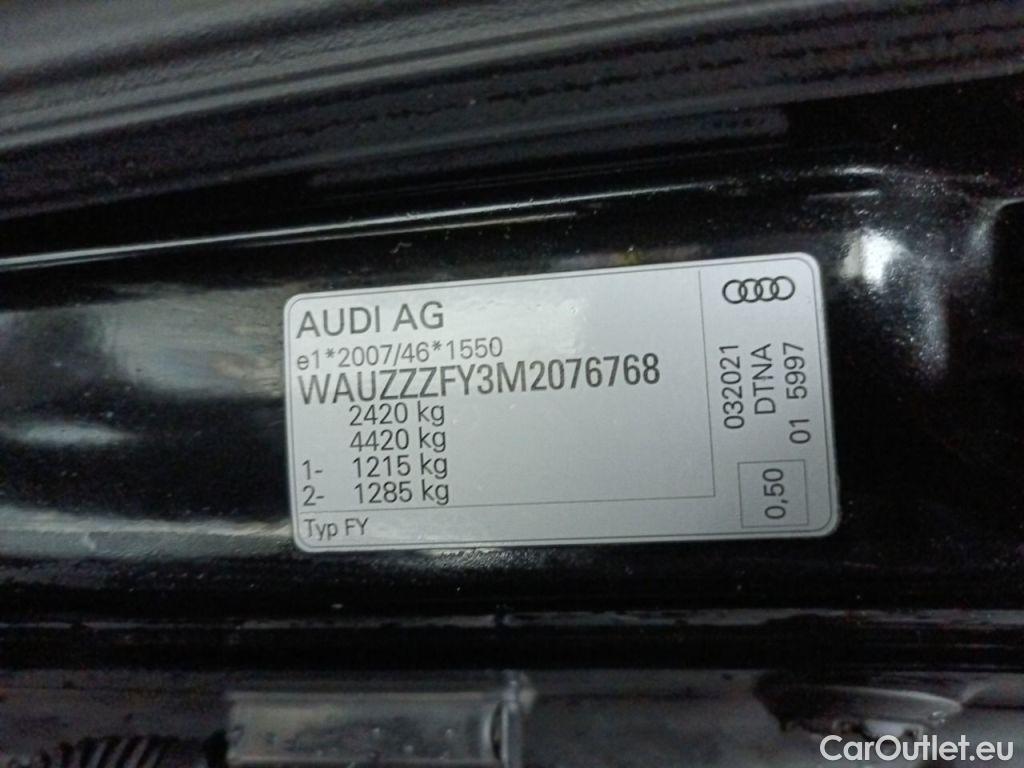 AUDI AG
e1*2007/46*1550
WAUZZZFY3M2076768
2420 kg
4420 kg
1- 1215 kg
2- 1285 kg
Typ FY
032021
DTNA
01 5997
0,50
CarOutlet.eu